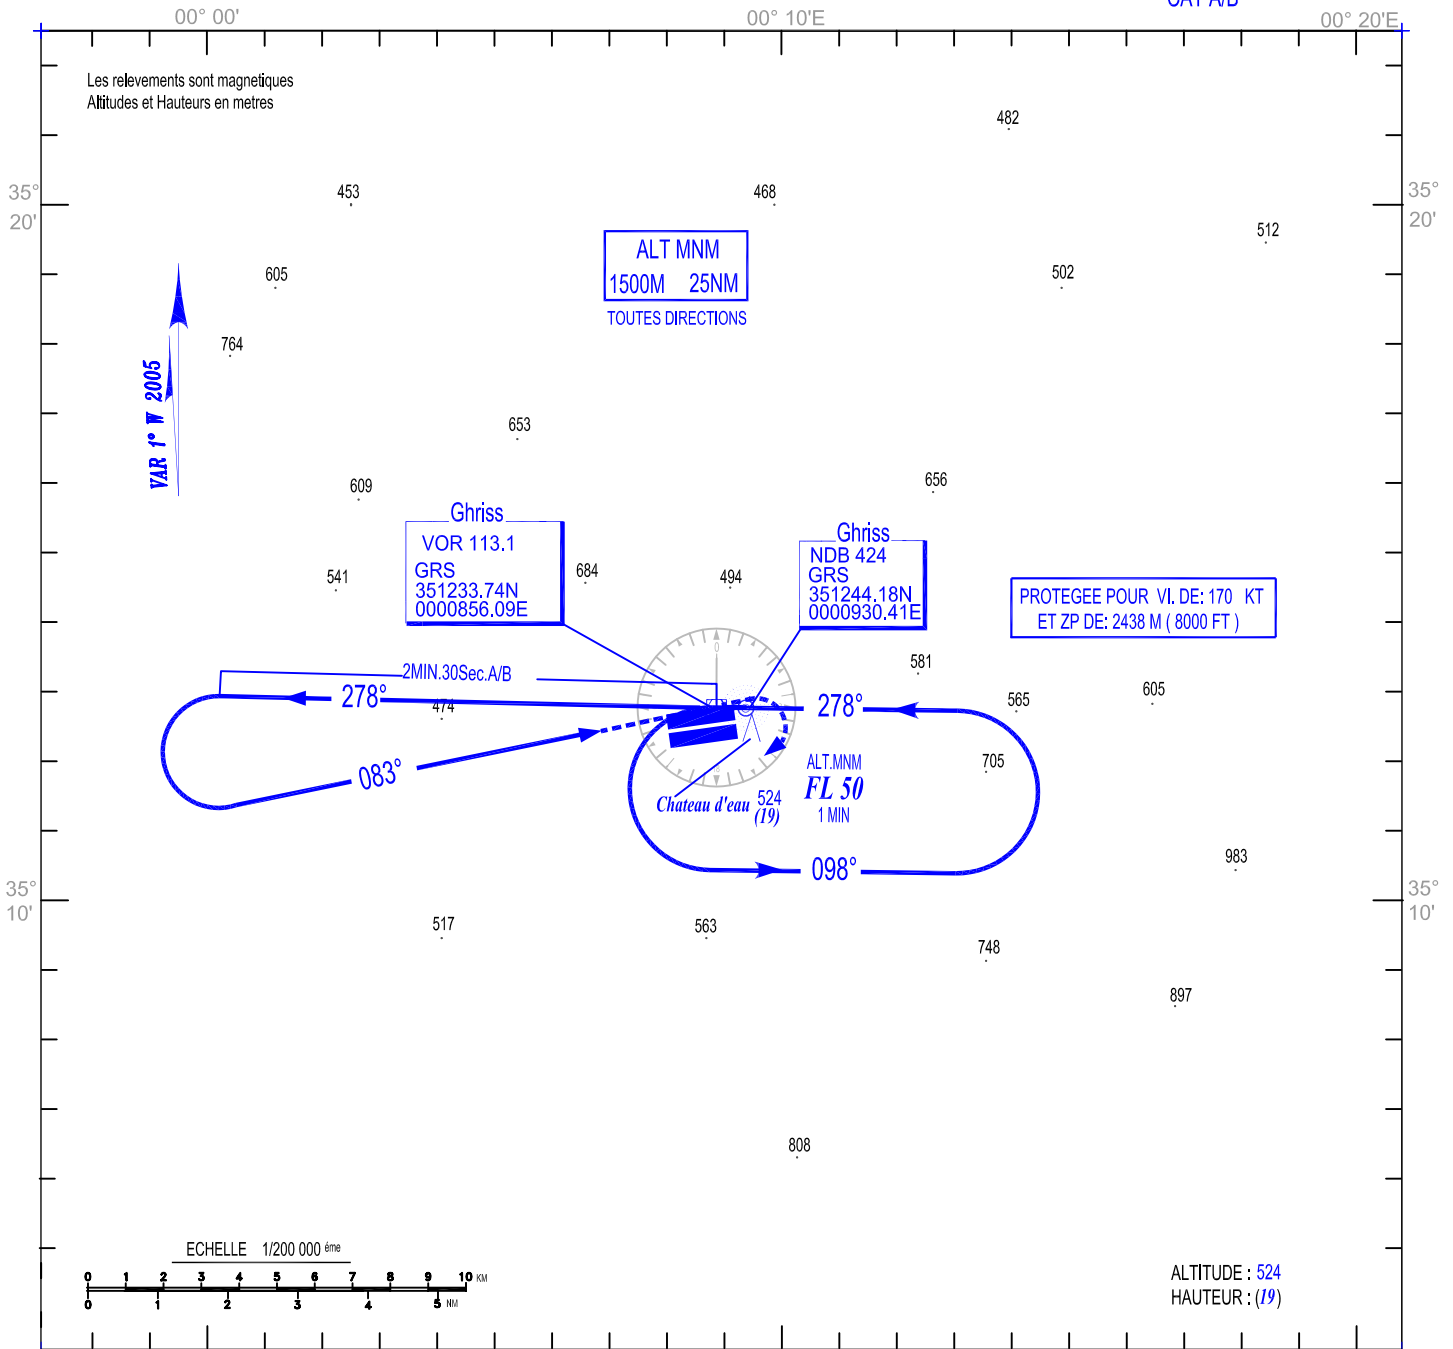 CAT A/B
00° 00'
00° 10'E
00° 20'E
Les relevements sont magnetiques
Altitudes et Hauteurs en metres
482
453
468
35°
20'
35°
20'
512
ALT MNM
1500M 25NM
TOUTES DIRECTIONS
605
502
764
VAR 1° W 2005
653
609
656
Ghriss
VOR 113.1
GRS
351233.74N
0000856.09E
Ghriss
NDB 424
GRS
351244.18N
0000930.41E
541
684
494
PROTEGEE POUR VI. DE: 170 KT
ET ZP DE: 2438 M ( 8000 FT )
0
581
2MIN.30Sec.A/B
278°
474
278°
565
605
083°
705
ALT.MNM
FL 50
1 MIN
Chateau d'eau 524
(19)
098°
983
35°
10'
35°
10'
517
563
748
897
808
ECHELLE 1/200 000 éme
0 1 2 3 4 5 6 7 8 9 10 KM
0 1 2 3 4 5 NM
ALTITUDE : 524
HAUTEUR : (19)